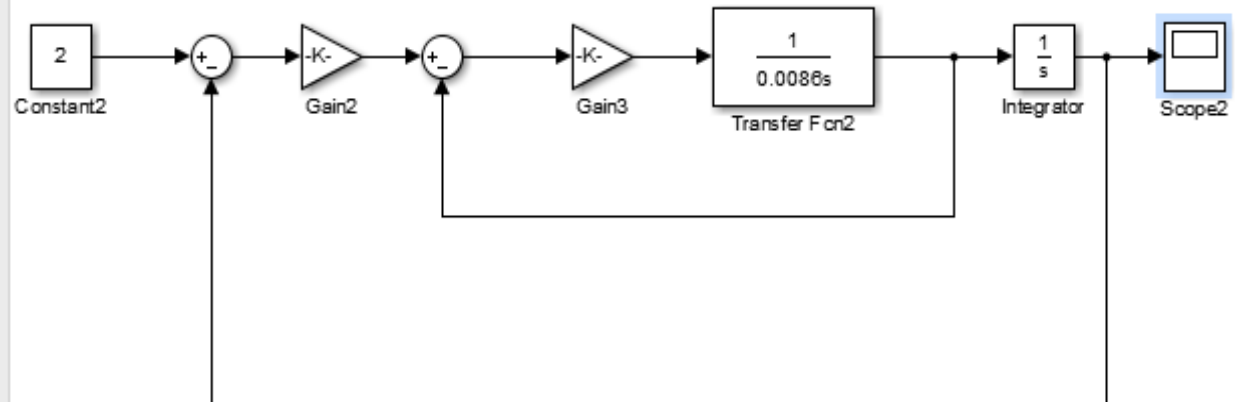 2
+
-
-K-
+
-
-K-
1
0.0086s
1
s
Constant2
Gain2
Gain3
Transfer Fcn2
Integrator
Scope2